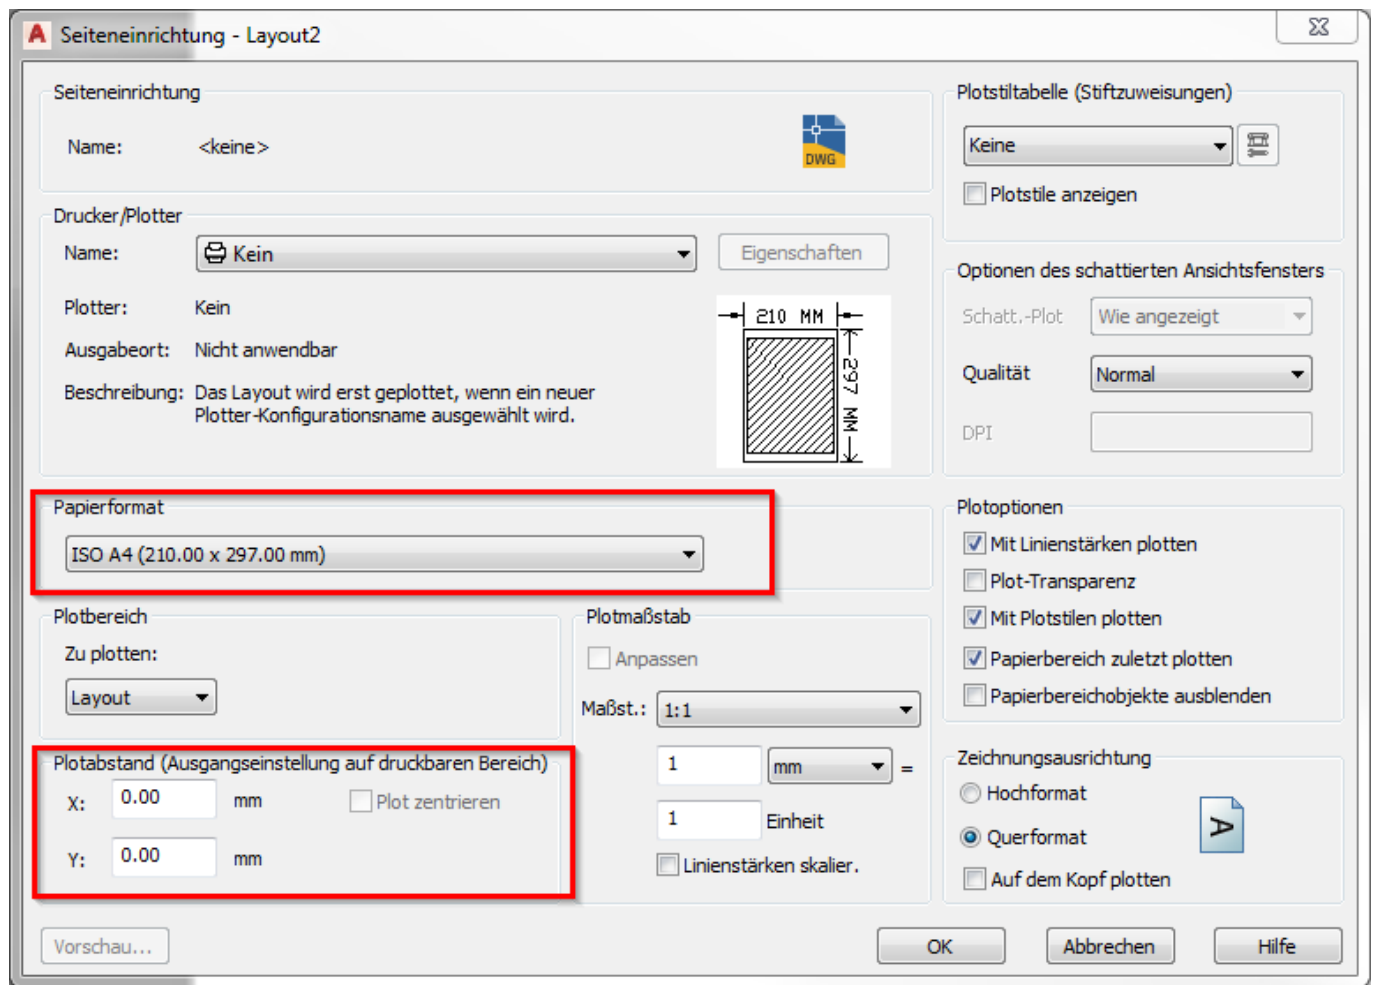 Seiteneinrichtung - Layout2
Seiteneinrichtung
Name: <keine>
DWG
Drucker/Plotter
Name: Kein Eigenschaften
Plotter: Kein
Ausgabeort: Nicht anwendbar
Beschreibung: Das Layout wird erst geplottet, wenn ein neuer
Plotter-Konfigurationsname ausgewählt wird.
210 MM
297 MM
Papierformat
ISO A4 (210.00 x 297.00 mm)
Plotbereich
Zu plotten:
Layout
Plotabstand (Ausgangseinstellung auf druckbaren Bereich)
X: 0.00 mm Plot zentrieren
Y: 0.00 mm
Plotmaßstab
Anpassen
Maßst.: 1:1
1 mm =
1 Einheit
Linienstärken skalier.
Plotstiltabelle (Stiftzuweisungen)
Keine
Plotstile anzeigen
Optionen des schattierten Ansichtsfensters
Schatt.-Plot Wie angezeigt
Qualität Normal
DPI
Plotoptionen
Mit Linienstärken plotten
Plot-Transparenz
Mit Plotstilen plotten
Papierbereich zuletzt plotten
Papierbereichobjekte ausblenden
Zeichnungsausrichtung
Hochformat
Querformat
A
Auf dem Kopf plotten
Vorschau... OK Abbrechen Hilfe